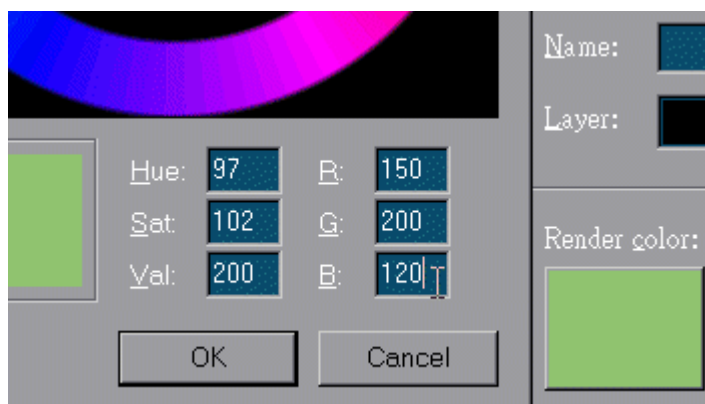 Name:
Layer:
Hue: 97 R: 150
Sat: 102 G: 200
Val: 200 B: 120
Render color:
OK Cancel